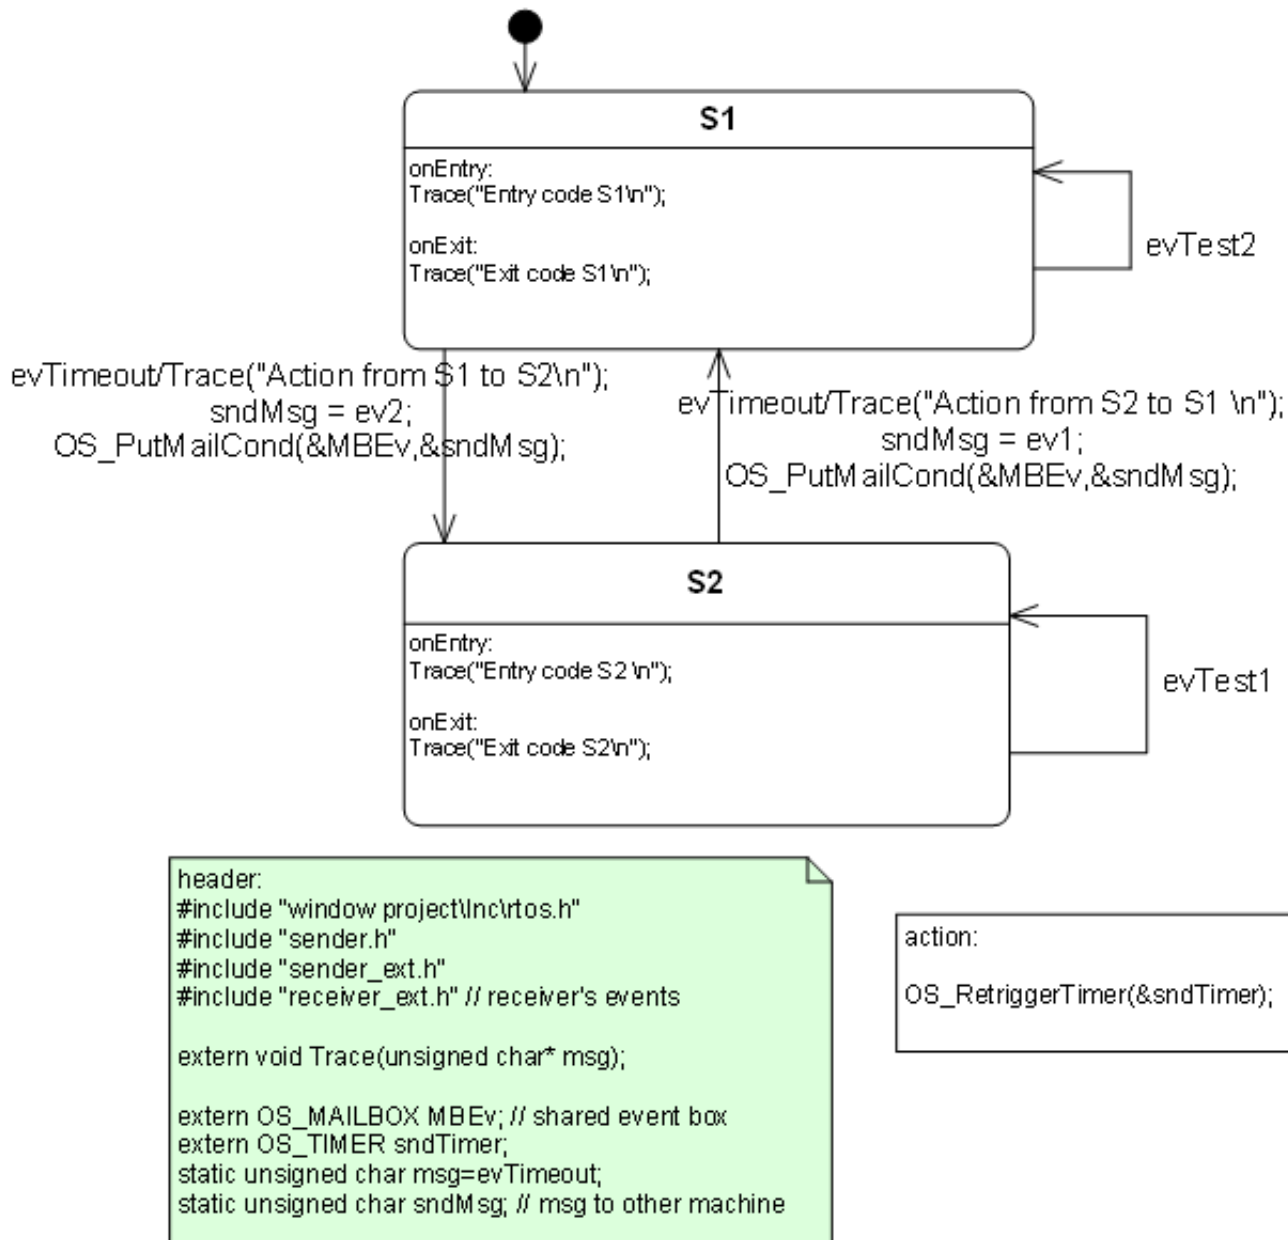 S1
onEntry:
Trace("Entry code S1\n");
onExit:
Trace("Exit code S1\n");
evTest2
evTimeout/Trace("Action from S1 to S2\n");
sndMsg = ev2;
OS_PutMailCond(&MBEv,&sndMsg);
evTimeout/Trace("Action from S2 to S1 \n");
sndMsg = ev1;
OS_PutMailCond(&MBEv,&sndMsg);
S2
onEntry:
Trace("Entry code S2 \n");
onExit:
Trace("Exit code S2\n");
evTest1
header:
#include "window project\Inc\rtos.h"
#include "sender.h"
#include "sender_ext.h"
#include "receiver_ext.h" // receiver's events
extern void Trace(unsigned char* msg);
extern OS_MAILBOX MBEv; // shared event box
extern OS_TIMER sndTimer;
static unsigned char msg=evTimeout;
static unsigned char sndMsg; // msg to other machine
action:
OS_RetriggerTimer(&sndTimer);